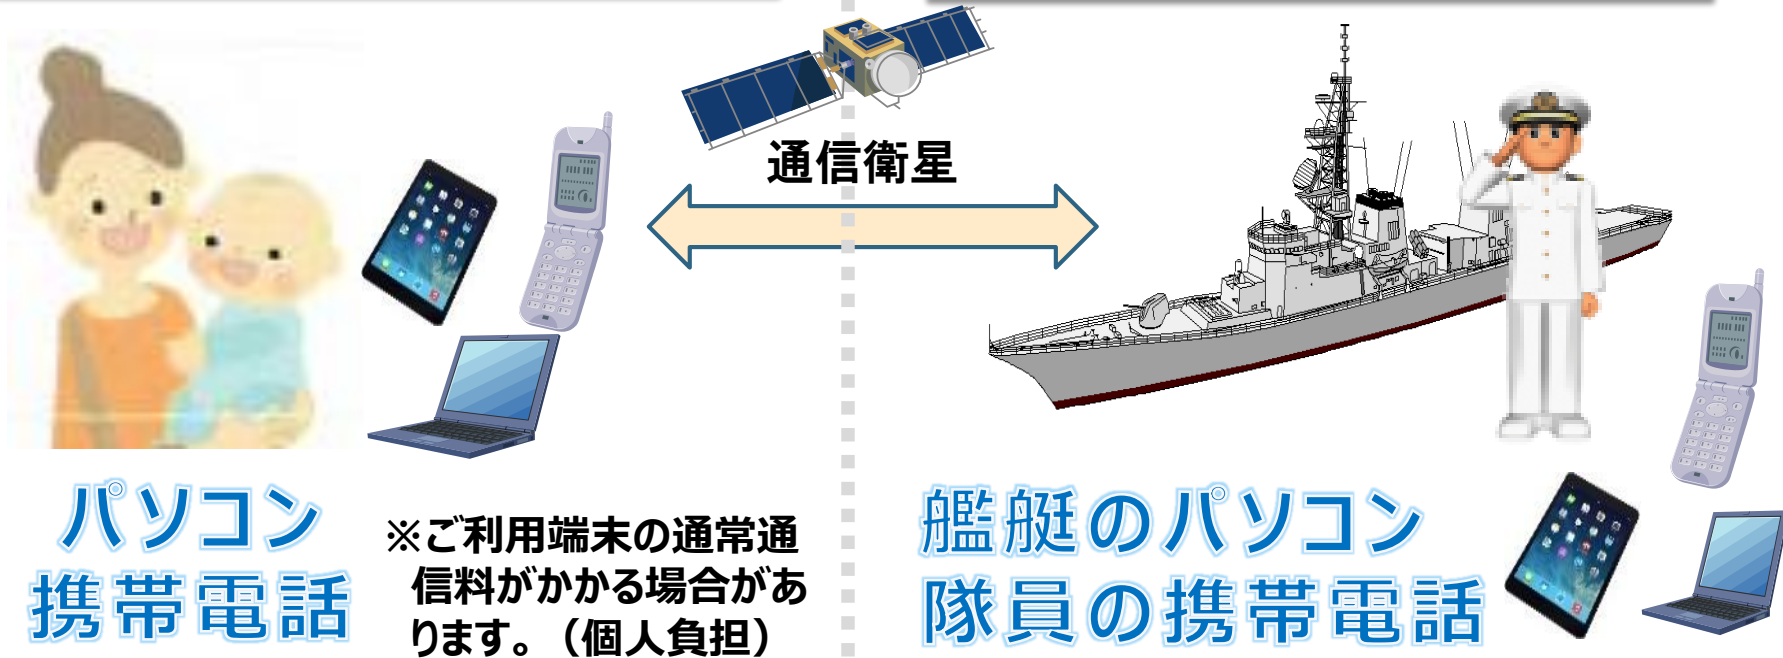 通信衛星
パソコン
携帯電話
※ご利用端末の通常通
信料がかかる場合があ
ります。（個人負担）
艦艇のパソコン
隊員の携帯電話